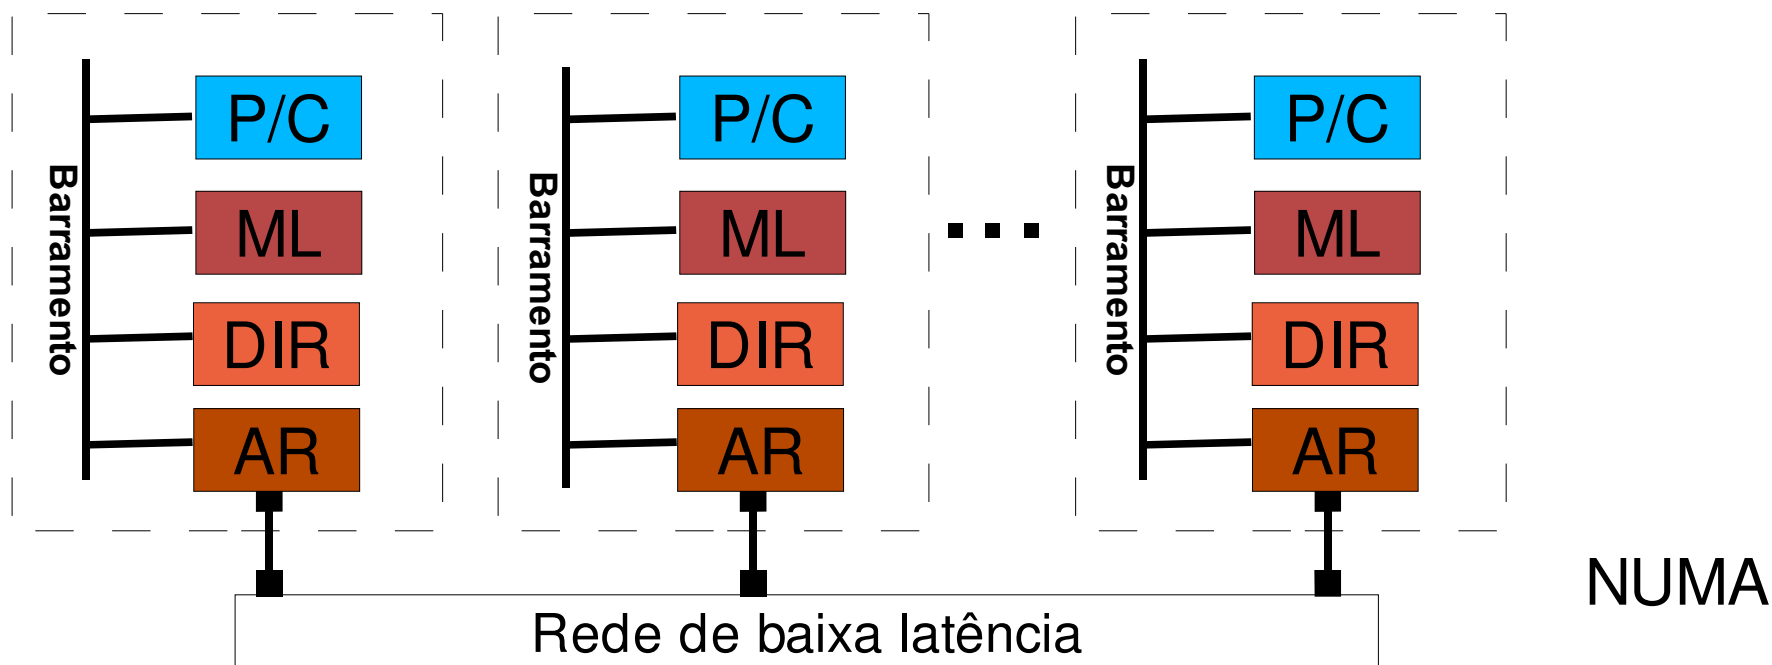 Barramento
P/C
ML
DIR
AR
Barramento
P/C
ML
DIR
AR
Barramento
P/C
ML
DIR
AR
NUMA
Rede de baixa latência